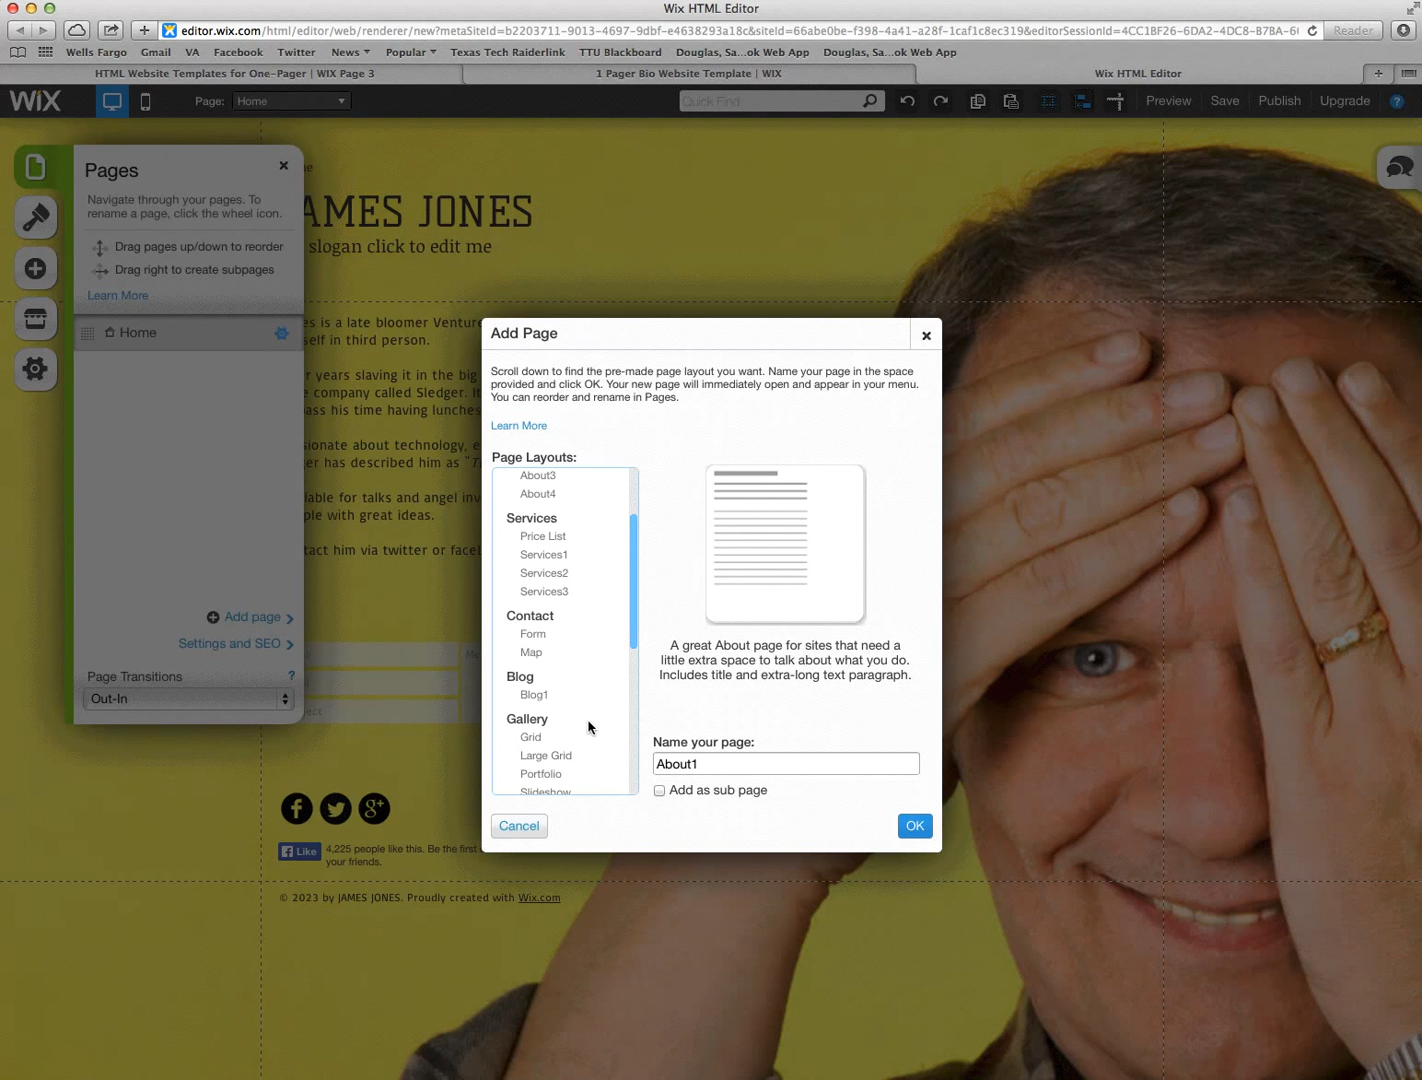 Wix HTML Editor
editor.wix.com/html/editor/web/renderer/new?metaSiteId=b2203711-9013-4697-9dbf-e4638293a18c&siteId=66abe0be-f398-4a41-a28f-1caf1c8ec319&editorSessionId=4CC1BF26-6DA2-4DC8-B7BA-6
Reader
Wells Fargo Gmail VA Facebook Twitter News Popular Texas Tech Raiderlink TTU Blackboard Douglas, Sa...ok Web App Douglas, Sa...ok Web App
HTML Website Templates for One-Pager | WIX Page 3
1 Pager Bio Website Template | WIX
Wix HTML Editor
WiX
Page: Home
Quick Find
Preview Save Publish Upgrade ?
Pages
Navigate through your pages. To
rename a page, click the wheel icon.
Drag pages up/down to reorder
Drag right to create subpages
Learn More
Home
Add page
Settings and SEO
Page Transitions ?
Out-In
AMES JONES
slogan click to edit me
es is a late bloomer Venture
self in third person.
r years slaving it in the big
e company called Sledger. It
pass his time having lunches
sionate about technology, e
er has described him as "T
lable for talks and angel inv
ple with great ideas.
tact him via twitter or faceb
Add Page
Scroll down to find the pre-made page layout you want. Name your page in the space
provided and click OK. Your new page will immediately open and appear in your menu.
You can reorder and rename in Pages.
Learn More
Page Layouts:
About3
About4
Services
Price List
Services1
Services2
Services3
Contact
Form
Map
Blog
Blog1
Gallery
Grid
Large Grid
Portfolio
Slideshow
A great About page for sites that need a
little extra space to talk about what you do.
Includes title and extra-long text paragraph.
Name your page:
About1
Add as sub page
Cancel
OK
Like
4,225 people like this. Be the first
your friends.
© 2023 by JAMES JONES. Proudly created with Wix.com